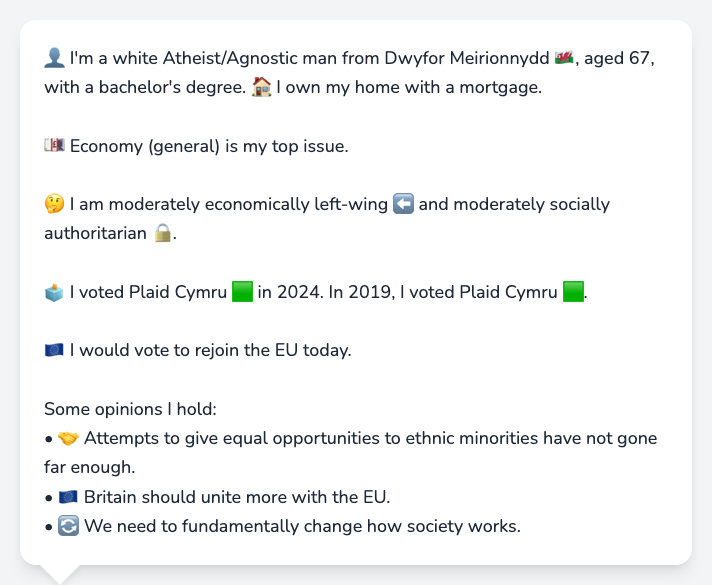 👤 I'm a white Atheist/Agnostic man from Dwyfor Meirionnydd 🏴󠁧󠁢󠁷󠁬󠁳󠁿, aged 67,
with a bachelor's degree. 🏠 I own my home with a mortgage.
💷 Economy (general) is my top issue.
🤔 I am moderately economically left-wing ⬅️ and moderately socially
authoritarian 🔒.
🗳️ I voted Plaid Cymru 🟩 in 2024. In 2019, I voted Plaid Cymru 🟩.
🇪🇺 I would vote to rejoin the EU today.
Some opinions I hold:
• 🤝 Attempts to give equal opportunities to ethnic minorities have not gone
far enough.
• 🇪🇺 Britain should unite more with the EU.
• 🔄 We need to fundamentally change how society works.